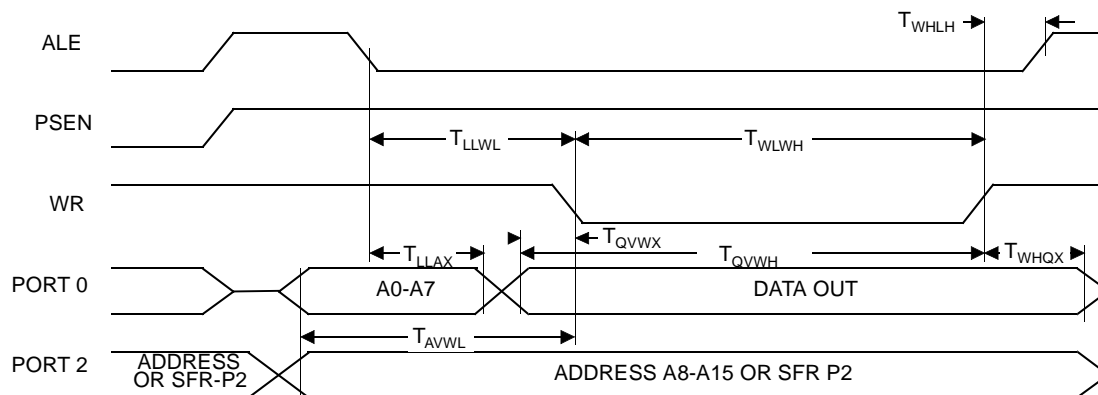 ALE
T_WHLH
PSEN
T_LLWL
T_WLWH
WR
T_LLAX
T_QVWX
T_QVWH
T_WHQX
PORT 0
A0-A7
DATA OUT
T_AVWL
PORT 2
ADDRESS
OR SFR-P2
ADDRESS A8-A15 OR SFR P2